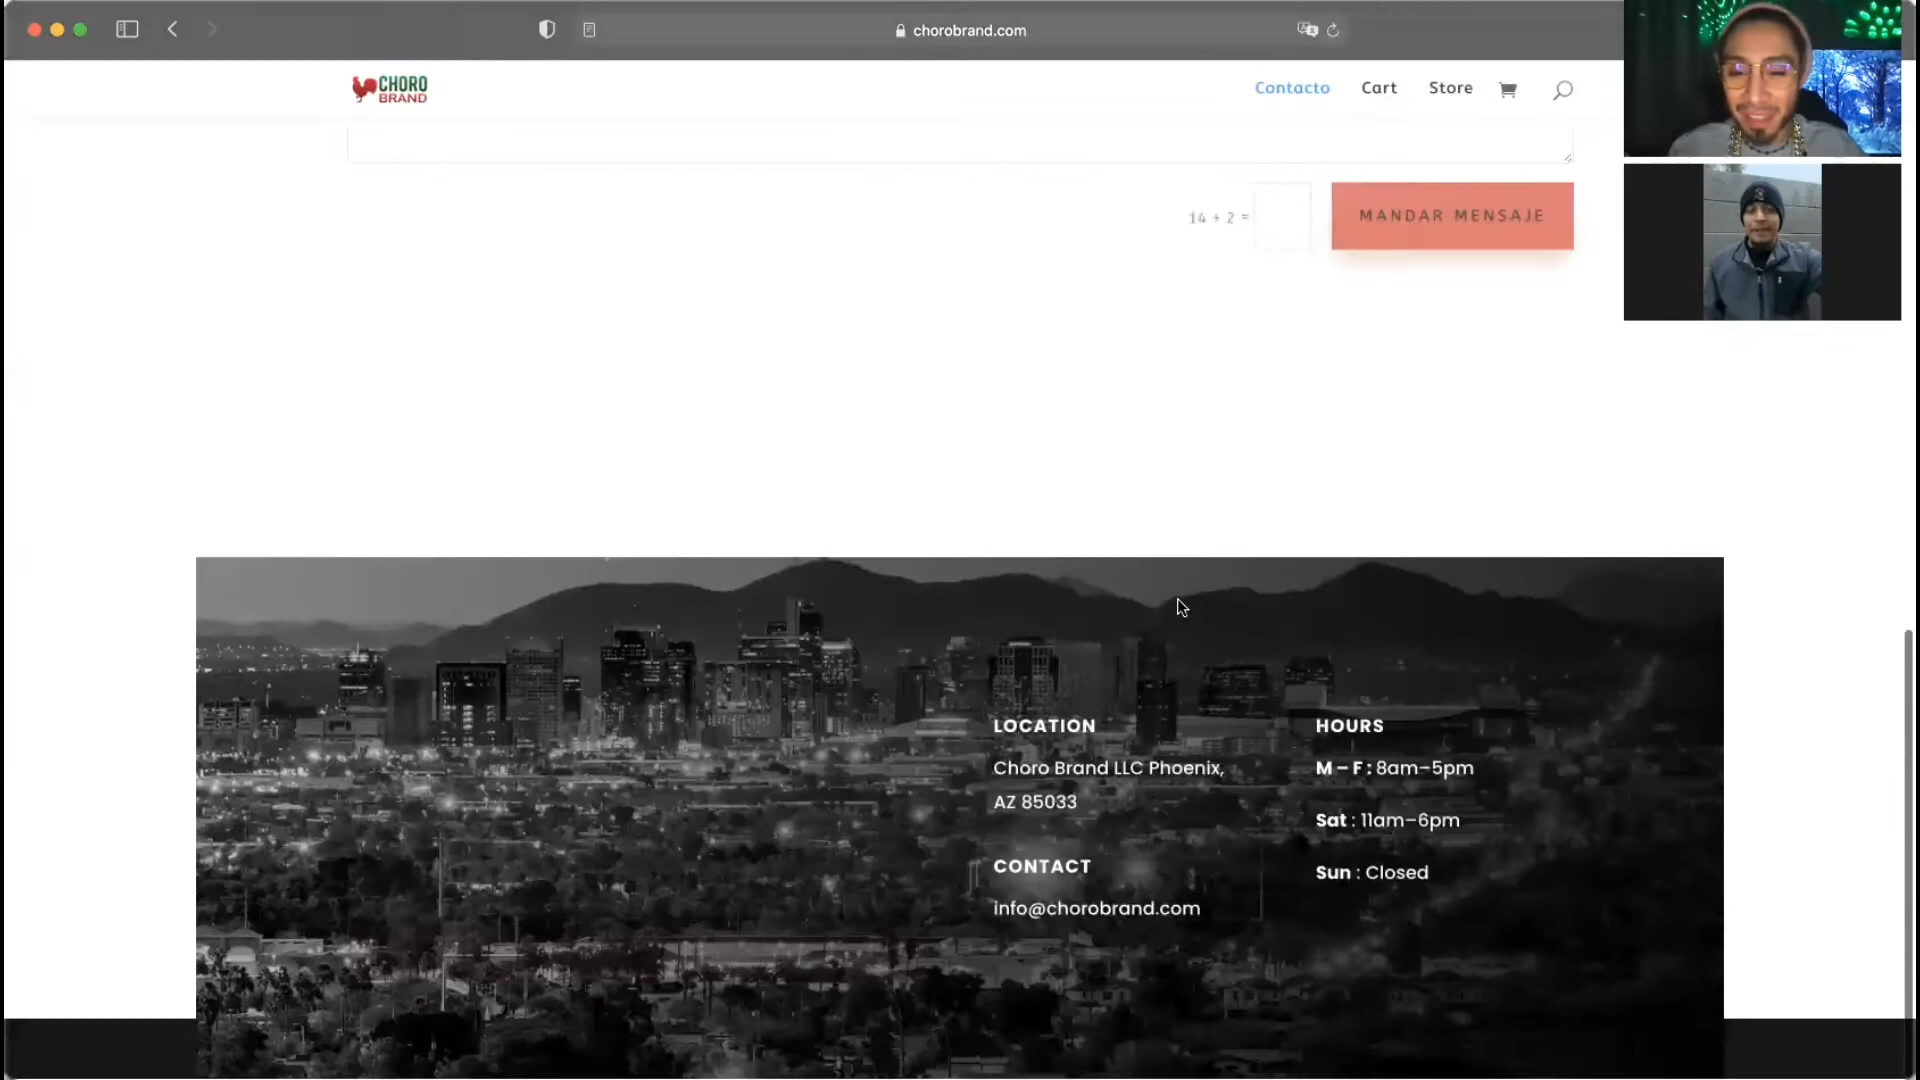 chorobrand.com
CHORO
BRAND
Contacto
Cart
Store
14 + 2 =
MANDAR MENSAJE
LOCATION
Choro Brand LLC Phoenix,
AZ 85033
CONTACT
info@chorobrand.com
HOURS
M – F : 8am–5pm
Sat : 11am–6pm
Sun : Closed